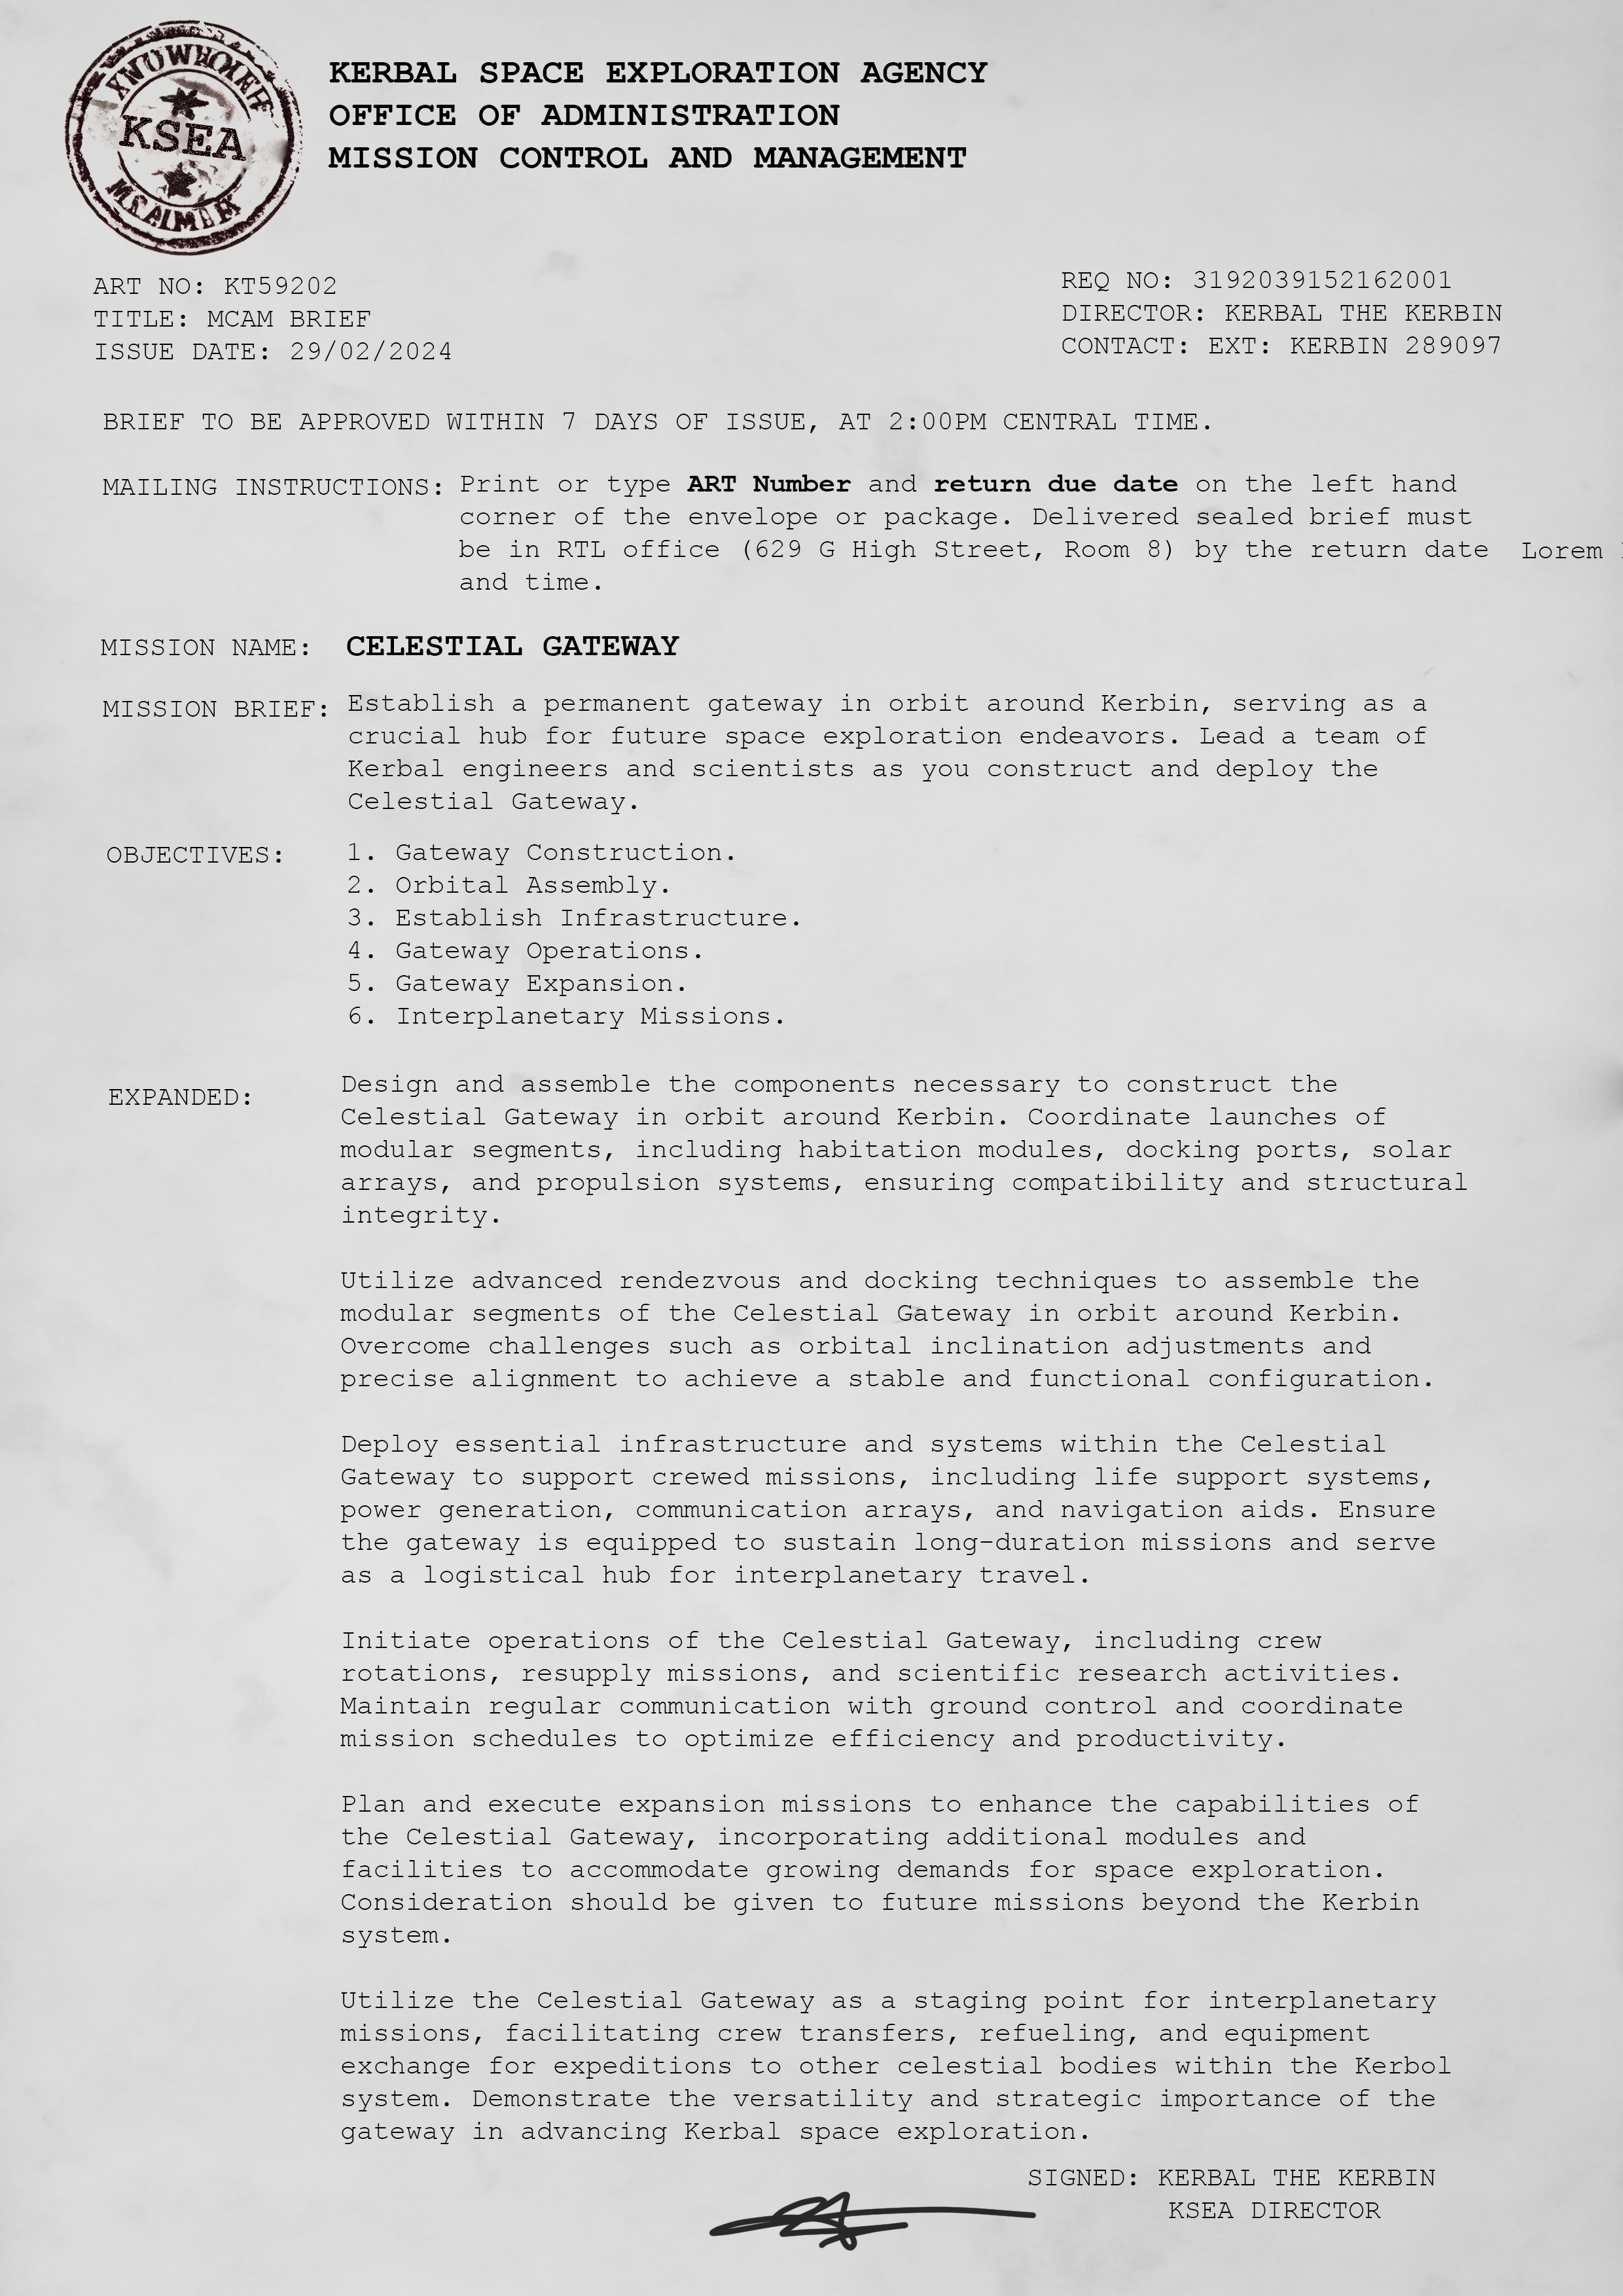 KSEA
KERBAL SPACE EXPLORATION AGENCY
OFFICE OF ADMINISTRATION
MISSION CONTROL AND MANAGEMENT
ART NO: KT59202
TITLE: MCAM BRIEF
ISSUE DATE: 29/02/2024
REQ NO: 3192039152162001
DIRECTOR: KERBAL THE KERBIN
CONTACT: EXT: KERBIN 289097
BRIEF TO BE APPROVED WITHIN 7 DAYS OF ISSUE, AT 2:00PM CENTRAL TIME.
MAILING INSTRUCTIONS: Print or type ART Number and return due date on the left hand
corner of the envelope or package. Delivered sealed brief must
be in RTL office (629 G High Street, Room 8) by the return date Lorem
and time.
MISSION NAME: CELESTIAL GATEWAY
MISSION BRIEF: Establish a permanent gateway in orbit around Kerbin, serving as a
crucial hub for future space exploration endeavors. Lead a team of
Kerbal engineers and scientists as you construct and deploy the
Celestial Gateway.
OBJECTIVES: 1. Gateway Construction.
2. Orbital Assembly.
3. Establish Infrastructure.
4. Gateway Operations.
5. Gateway Expansion.
6. Interplanetary Missions.
EXPANDED: Design and assemble the components necessary to construct the
Celestial Gateway in orbit around Kerbin. Coordinate launches of
modular segments, including habitation modules, docking ports, solar
arrays, and propulsion systems, ensuring compatibility and structural
integrity.
Utilize advanced rendezvous and docking techniques to assemble the
modular segments of the Celestial Gateway in orbit around Kerbin.
Overcome challenges such as orbital inclination adjustments and
precise alignment to achieve a stable and functional configuration.
Deploy essential infrastructure and systems within the Celestial
Gateway to support crewed missions, including life support systems,
power generation, communication arrays, and navigation aids. Ensure
the gateway is equipped to sustain long-duration missions and serve
as a logistical hub for interplanetary travel.
Initiate operations of the Celestial Gateway, including crew
rotations, resupply missions, and scientific research activities.
Maintain regular communication with ground control and coordinate
mission schedules to optimize efficiency and productivity.
Plan and execute expansion missions to enhance the capabilities of
the Celestial Gateway, incorporating additional modules and
facilities to accommodate growing demands for space exploration.
Consideration should be given to future missions beyond the Kerbin
system.
Utilize the Celestial Gateway as a staging point for interplanetary
missions, facilitating crew transfers, refueling, and equipment
exchange for expeditions to other celestial bodies within the Kerbol
system. Demonstrate the versatility and strategic importance of the
gateway in advancing Kerbal space exploration.
SIGNED: KERBAL THE KERBIN
KSEA DIRECTOR